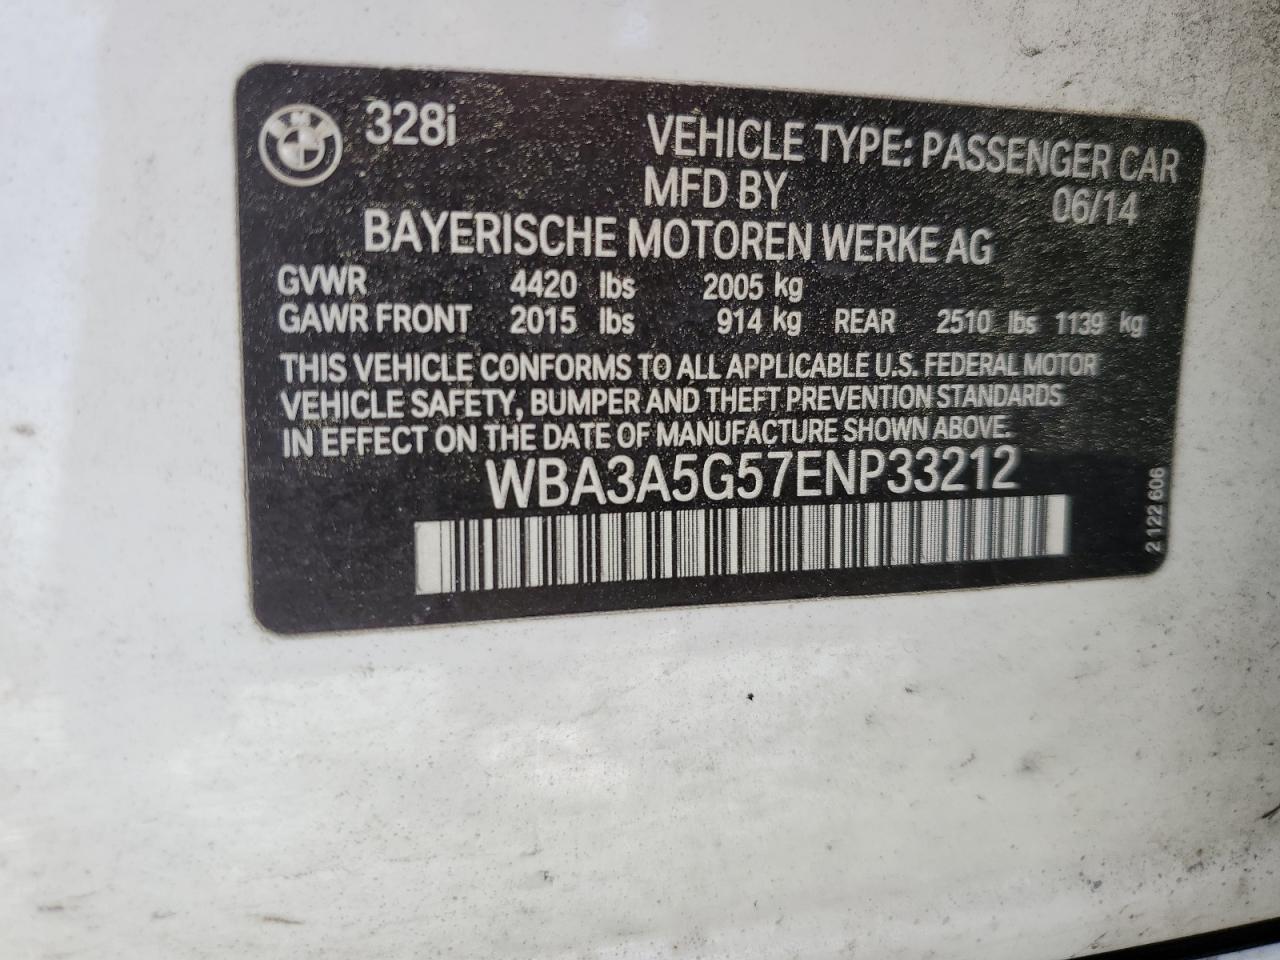 BMW 328i
VEHICLE TYPE: PASSENGER CAR
MFD BY 06/14
BAYERISCHE MOTOREN WERKE AG
GVWR 4420 lbs 2005 kg
GAWR FRONT 2015 lbs 914 kg REAR 2510 lbs 1139 kg
THIS VEHICLE CONFORMS TO ALL APPLICABLE U.S. FEDERAL MOTOR
VEHICLE SAFETY, BUMPER AND THEFT PREVENTION STANDARDS
IN EFFECT ON THE DATE OF MANUFACTURE SHOWN ABOVE.
WBA3A5G57ENP33212
2 122 606